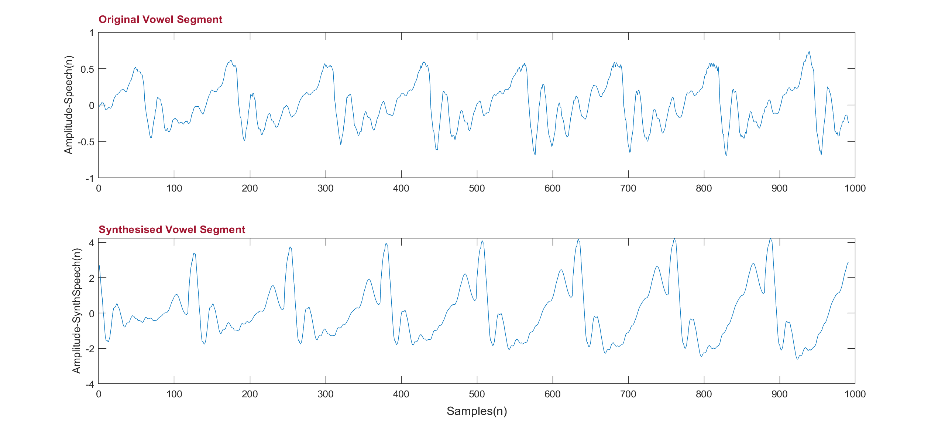 Original Vowel Segment
1
0.5
0
-0.5
-1
Amplitude-Speech(n)
0 100 200 300 400 500 600 700 800 900 1000
Synthesised Vowel Segment
4
2
0
-2
-4
Amplitude-SynthSpeech(n)
0 100 200 300 400 500 600 700 800 900 1000
Samples(n)